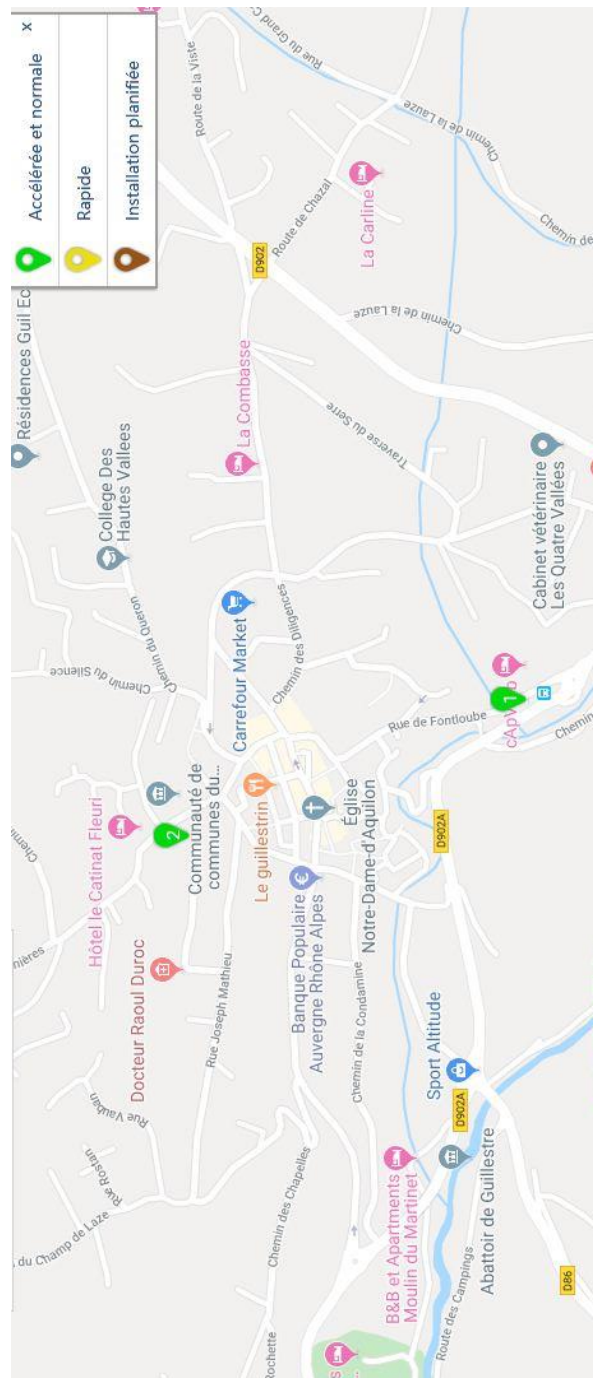 Accélérée et normale
x
Rapide
Installation planifiée
Résidences Guil Ec
College Des
Hautes Vallees
Chemin du Queron
Chemin du Silence
Hôtel le Catinat Fleuri
Communauté de
communes du...
2
Docteur Raoul Duroc
Rue Joseph Mathieu
Rue Vauban
Rue Rostan
du Champ de Laze
nières
Chemin
Route de la Viste
Rue du Grand C
D902
Route de Chazal
La Carline
Chemin de la Lauze
Chemin de la Lauze
Chemin de
La Combasse
Traverse du Serre
Carrefour Market
Chemin des Diligences
Le guillestrin
Banque Populaire
Auvergne Rhône Alpes
Église
Notre-Dame-d'Aquilon
Chemin des Chapelles
Rochette
Chemin de la Condamine
Rue de Fontloube
Cabinet vétérinaire
Les Quatre Vallées
cApV
1
o
Chemin
D902A
Sport Altitude
D902A
B&B et Apartments
Moulin du Martinet
Abattoir de Guillestre
Route des Campings
D86
s
...